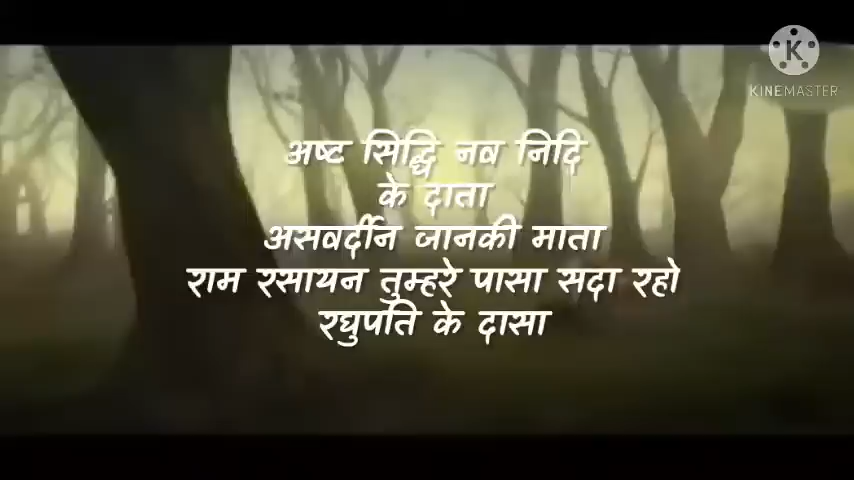 KINEMASTER
अष्ट सिद्धि नव निदि
के दाता
असवर्दीन जानकी माता
राम रसायन तुम्हरे पासा सदा रहो
रघुपति के दासा